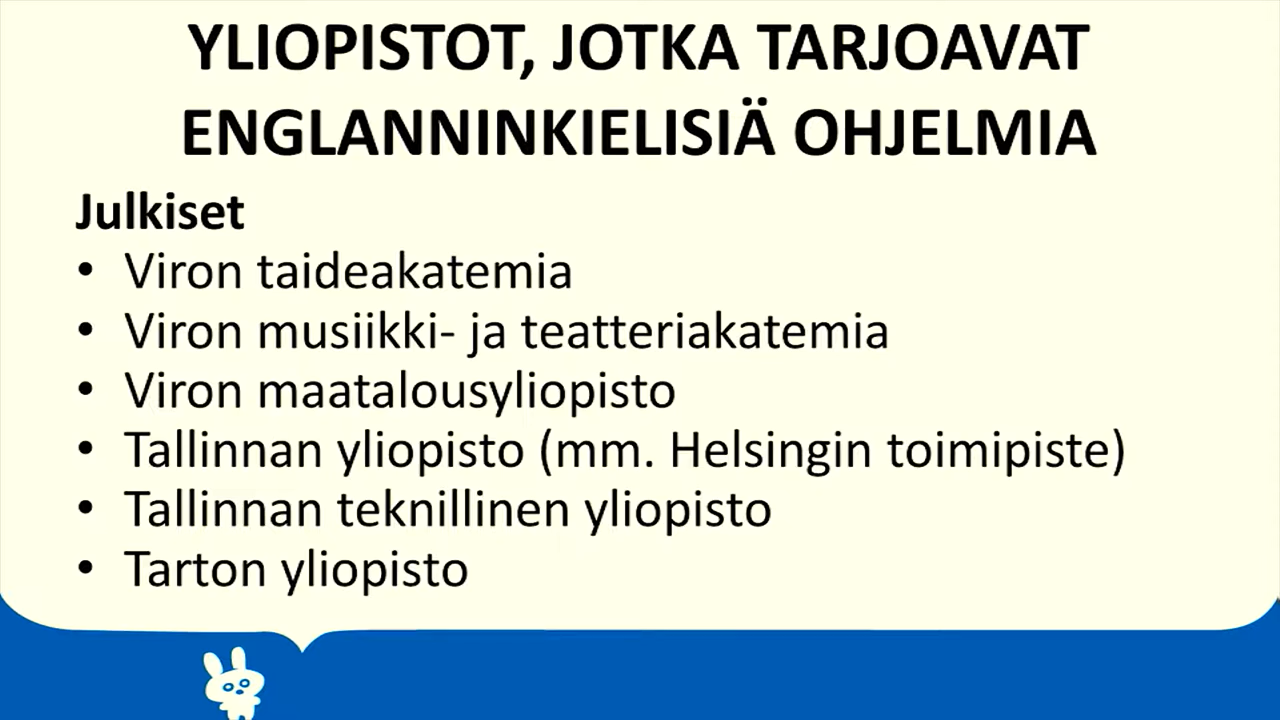 YLIOPISTOT, JOTKA TARJOAVAT
ENGLANNINKIELISIÄ OHJELMIA
Julkiset
• Viron taideakatemia
• Viron musiikki- ja teatteriakatemia
• Viron maatalousyliopisto
• Tallinnan yliopisto (mm. Helsingin toimipiste)
• Tallinnan teknillinen yliopisto
• Tarton yliopisto